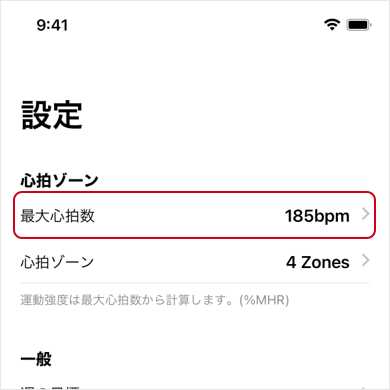 9:41
設定
心拍ゾーン
最大心拍数 185bpm
心拍ゾーン 4 Zones
運動強度は最大心拍数から計算します。(%MHR)
一般